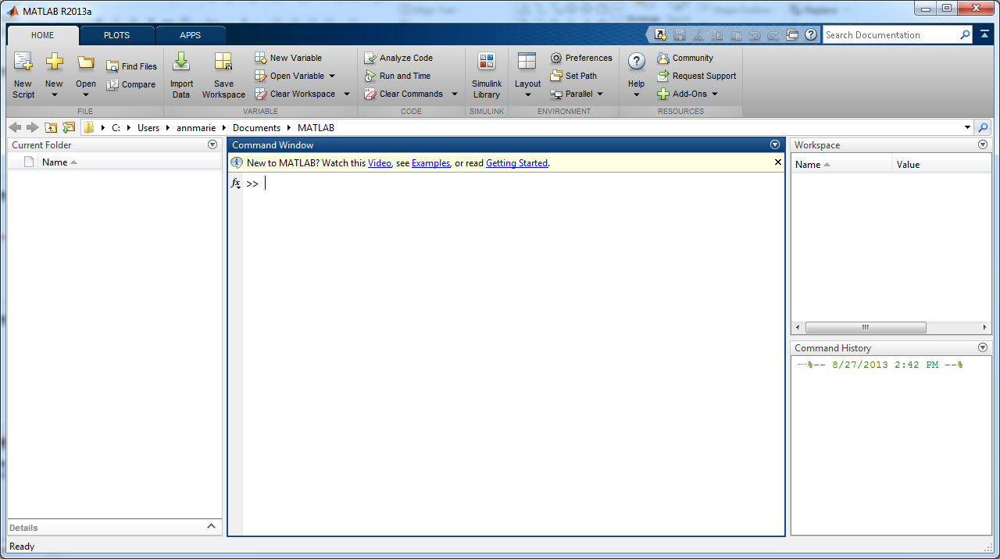 MATLAB R2013a
HOME PLOTS APPS
Search Documentation
New Script
New
Open
Find Files
Compare
FILE
Import Data
Save Workspace
New Variable
Open Variable
Clear Workspace
VARIABLE
Analyze Code
Run and Time
Clear Commands
CODE
Simulink Library
SIMULINK
Layout
Preferences
Set Path
Parallel
ENVIRONMENT
Help
Community
Request Support
Add-Ons
RESOURCES
C: Users annmarie Documents MATLAB
Current Folder
Name
Details
Command Window
New to MATLAB? Watch this Video, see Examples, or read Getting Started.
fx >>
Workspace
Name Value
Command History
%-- 8/27/2013 2:42 PM --%
Ready